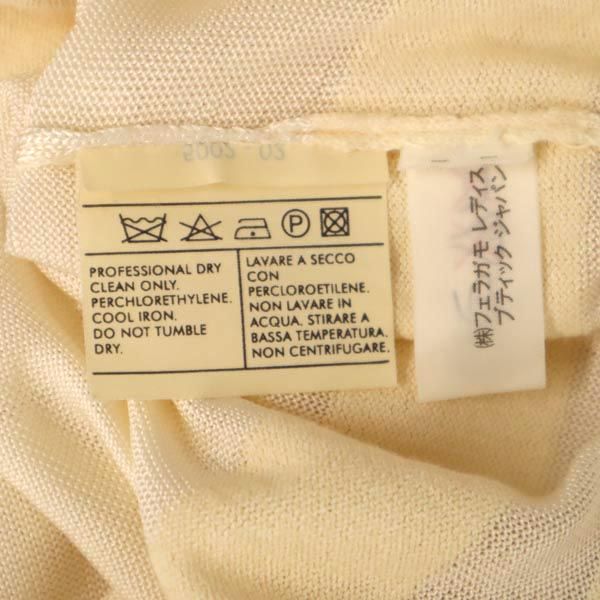 P
PROFESSIONAL DRY
CLEAN ONLY.
PERCHLORETHYLENE.
COOL IRON.
DO NOT TUMBLE
DRY.
LAVARE A SECCO
CON
PERCLOROETILENE.
NON LAVARE IN
ACQUA. STIRARE A
BASSA TEMPERATURA.
NON CENTRIFUGARE.
㈱フェラガモ レディス
ブティック ジャパン